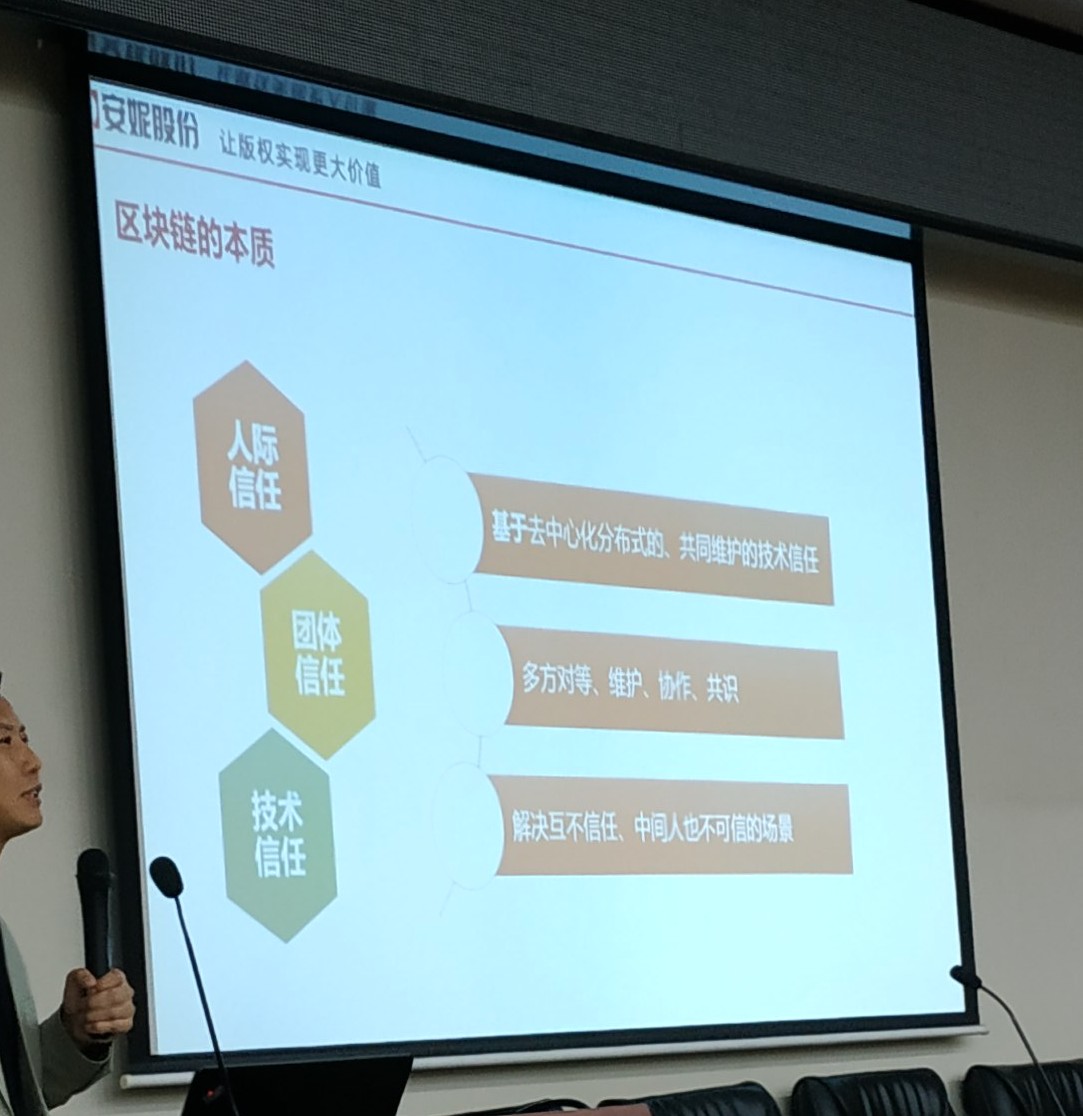 安妮股份 让版权实现更大价值
区块链的本质
人际
信任
团体
信任
技术
信任
基于去中心化分布式的、共同维护的技术信任
多方对等、维护、协作、共识
解决互不信任、中间人也不可信的场景